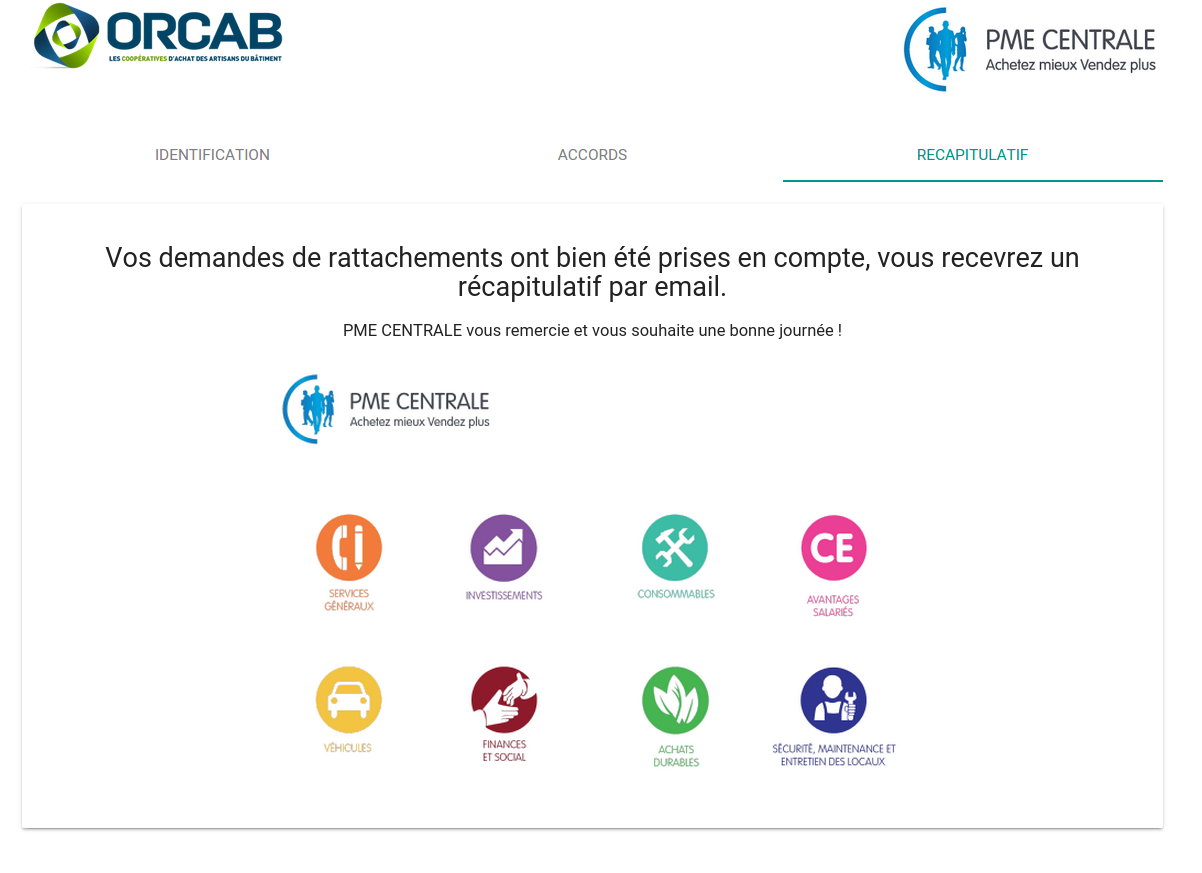 ORCAB
LES COOPÉRATIVES D'ACHAT DES ARTISANS DU BÂTIMENT
PME CENTRALE
Achetez mieux Vendez plus
IDENTIFICATION
ACCORDS
RECAPITULATIF
Vos demandes de rattachements ont bien été prises en compte, vous recevrez un
récapitulatif par email.
PME CENTRALE vous remercie et vous souhaite une bonne journée !
PME CENTRALE
Achetez mieux Vendez plus
SERVICES
GÉNÉRAUX
INVESTISSEMENTS
CONSOMMABLES
CE
AVANTAGES
SALARIÉS
VÉHICULES
FINANCES
ET SOCIAL
ACHATS
DURABLES
SÉCURITÉ, MAINTENANCE ET
ENTRETIEN DES LOCAUX